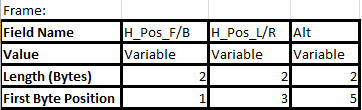 Frame:
Field Name H_Pos_F/B H_Pos_L/R Alt
Value Variable Variable Variable
Length (Bytes) 2 2 2
First Byte Position 1 3 5